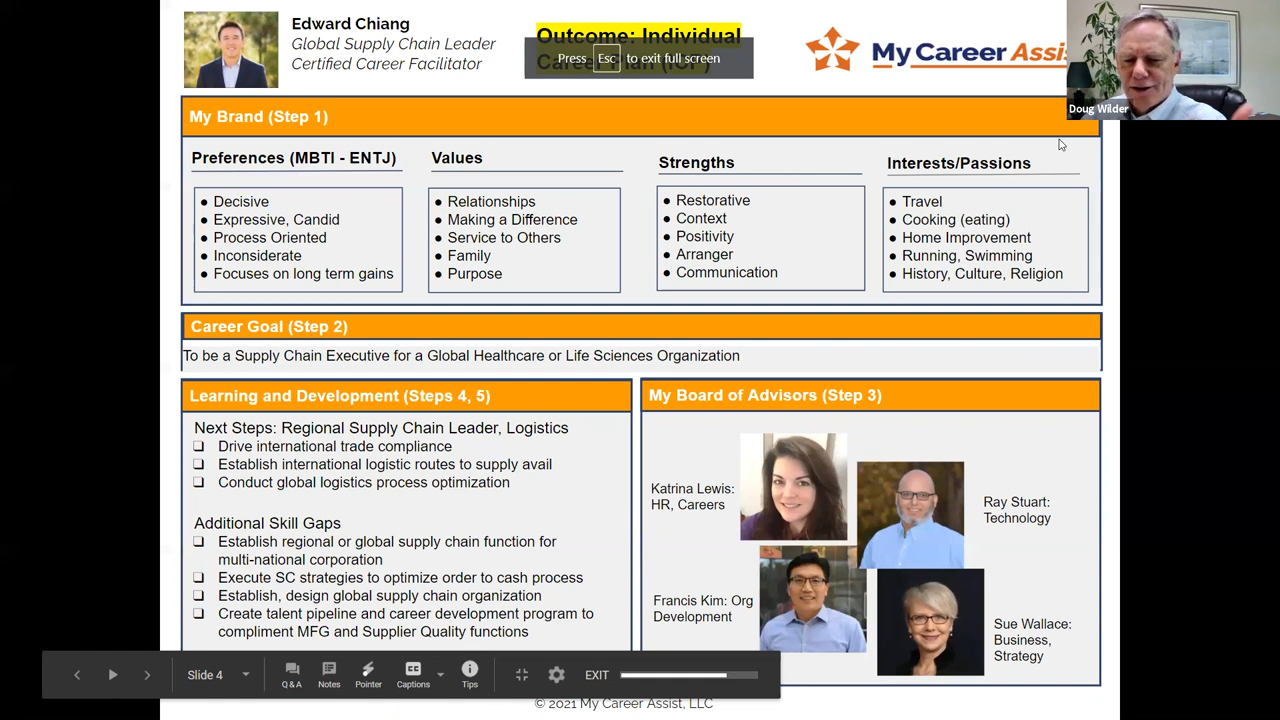 Edward Chiang
Global Supply Chain Leader
Certified Career Facilitator
Outcome: Individual
Press Esc to exit full screen
My Career Assis
Doug Wilder
My Brand (Step 1)
Preferences (MBTI - ENTJ)
● Decisive
● Expressive, Candid
● Process Oriented
● Inconsiderate
● Focuses on long term gains
Values
● Relationships
● Making a Difference
● Service to Others
● Family
● Purpose
Strengths
● Restorative
● Context
● Positivity
● Arranger
● Communication
Interests/Passions
● Travel
● Cooking (eating)
● Home Improvement
● Running, Swimming
● History, Culture, Religion
Career Goal (Step 2)
To be a Supply Chain Executive for a Global Healthcare or Life Sciences Organization
Learning and Development (Steps 4, 5)
Next Steps: Regional Supply Chain Leader, Logistics
❑ Drive international trade compliance
❑ Establish international logistic routes to supply avail
❑ Conduct global logistics process optimization
Additional Skill Gaps
❑ Establish regional or global supply chain function for
multi-national corporation
❑ Execute SC strategies to optimize order to cash process
❑ Establish, design global supply chain organization
❑ Create talent pipeline and career development program to
compliment MFG and Supplier Quality functions
My Board of Advisors (Step 3)
Katrina Lewis:
HR, Careers
Ray Stuart:
Technology
Francis Kim: Org
Development
Sue Wallace:
Business,
Strategy
Slide 4
Q & A
Notes
Pointer
CC
Captions
Tips
EXIT
© 2021 My Career Assist, LLC